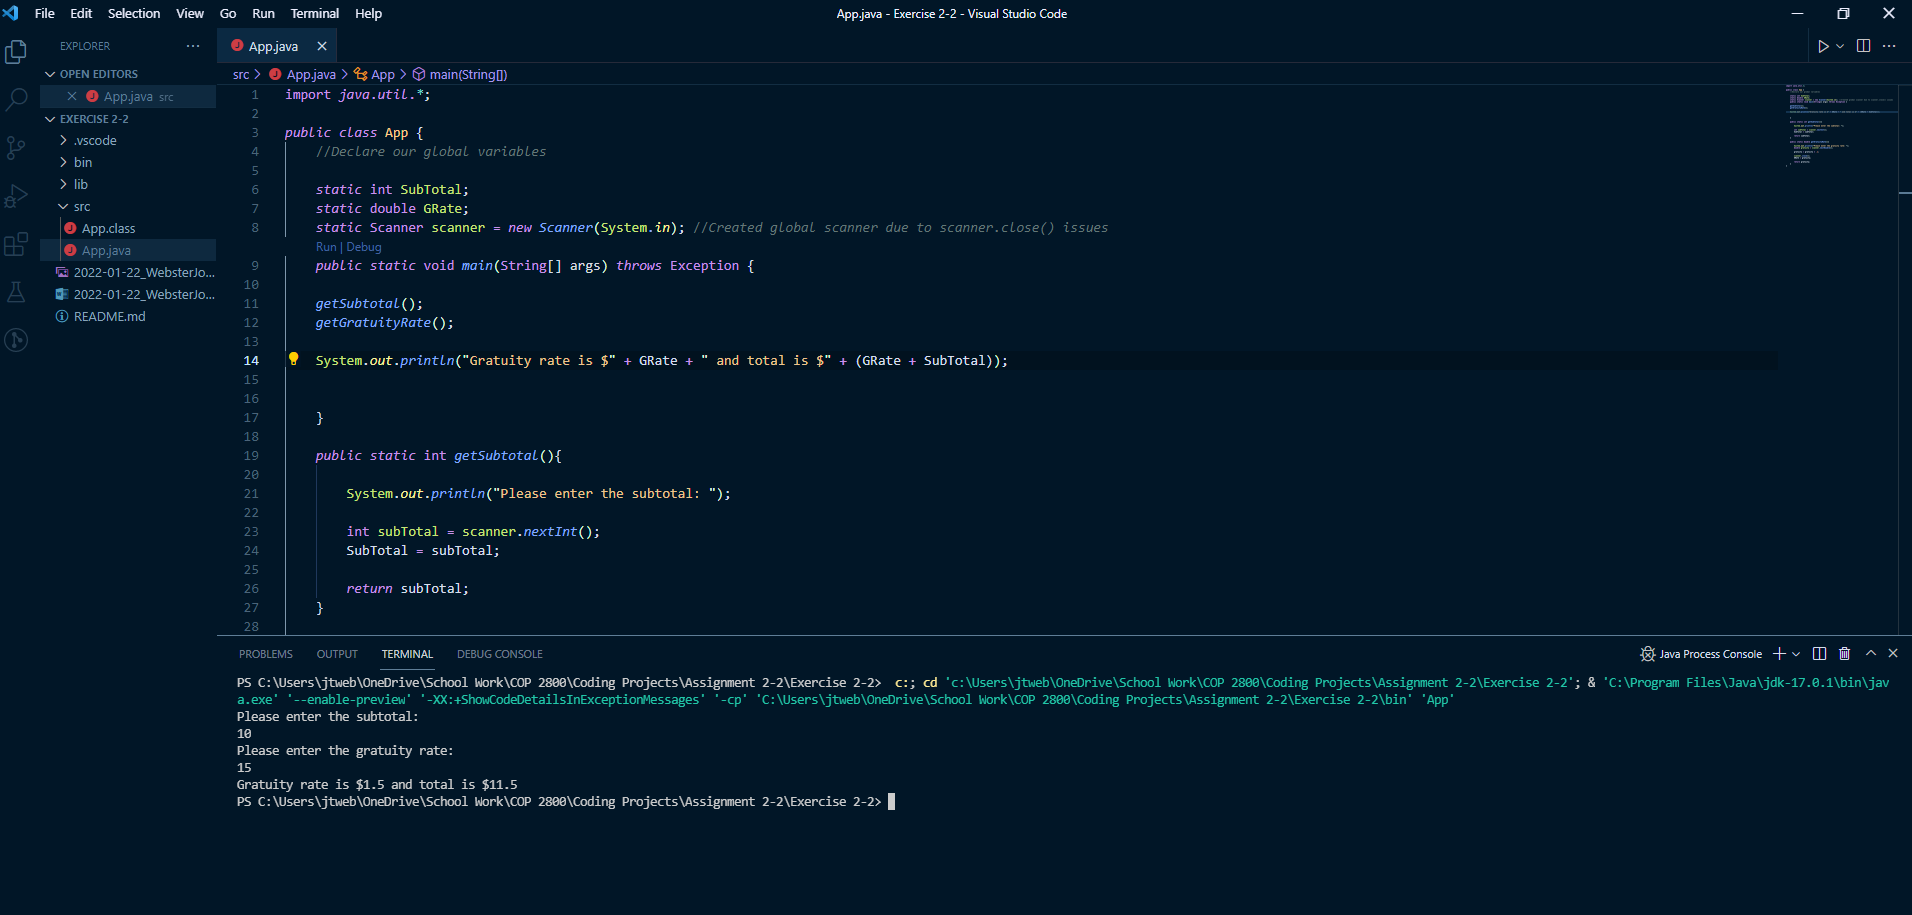 File Edit Selection View Go Run Terminal Help
App.java - Exercise 2-2 - Visual Studio Code
EXPLORER
OPEN EDITORS
App.java src
EXERCISE 2-2
.vscode
bin
lib
src
App.class
App.java
2022-01-22_WebsterJo...
2022-01-22_WebsterJo...
README.md
App.java
src > App.java > App > main(String[])
1 import java.util.*;
2
3 public class App {
4 //Declare our global variables
5
6 static int SubTotal;
7 static double GRate;
8 static Scanner scanner = new Scanner(System.in); //Created global scanner due to scanner.close() issues
Run | Debug
9 public static void main(String[] args) throws Exception {
10
11 getSubtotal();
12 getGratuityRate();
13
14 System.out.println("Gratuity rate is $" + GRate + " and total is $" + (GRate + SubTotal));
15
16
17 }
18
19 public static int getSubtotal(){
20
21 System.out.println("Please enter the subtotal: ");
22
23 int subTotal = scanner.nextInt();
24 SubTotal = subTotal;
25
26 return subTotal;
27 }
28
PROBLEMS OUTPUT TERMINAL DEBUG CONSOLE
Java Process Console
PS C:\Users\jtweb\OneDrive\School Work\COP 2800\Coding Projects\Assignment 2-2\Exercise 2-2> c:; cd 'c:\Users\jtweb\OneDrive\School Work\COP 2800\Coding Projects\Assignment 2-2\Exercise 2-2'; & 'C:\Program Files\Java\jdk-17.0.1\bin\jav
a.exe' '--enable-preview' '-XX:+ShowCodeDetailsInExceptionMessages' '-cp' 'C:\Users\jtweb\OneDrive\School Work\COP 2800\Coding Projects\Assignment 2-2\Exercise 2-2\bin' 'App'
Please enter the subtotal:
10
Please enter the gratuity rate:
15
Gratuity rate is $1.5 and total is $11.5
PS C:\Users\jtweb\OneDrive\School Work\COP 2800\Coding Projects\Assignment 2-2\Exercise 2-2>